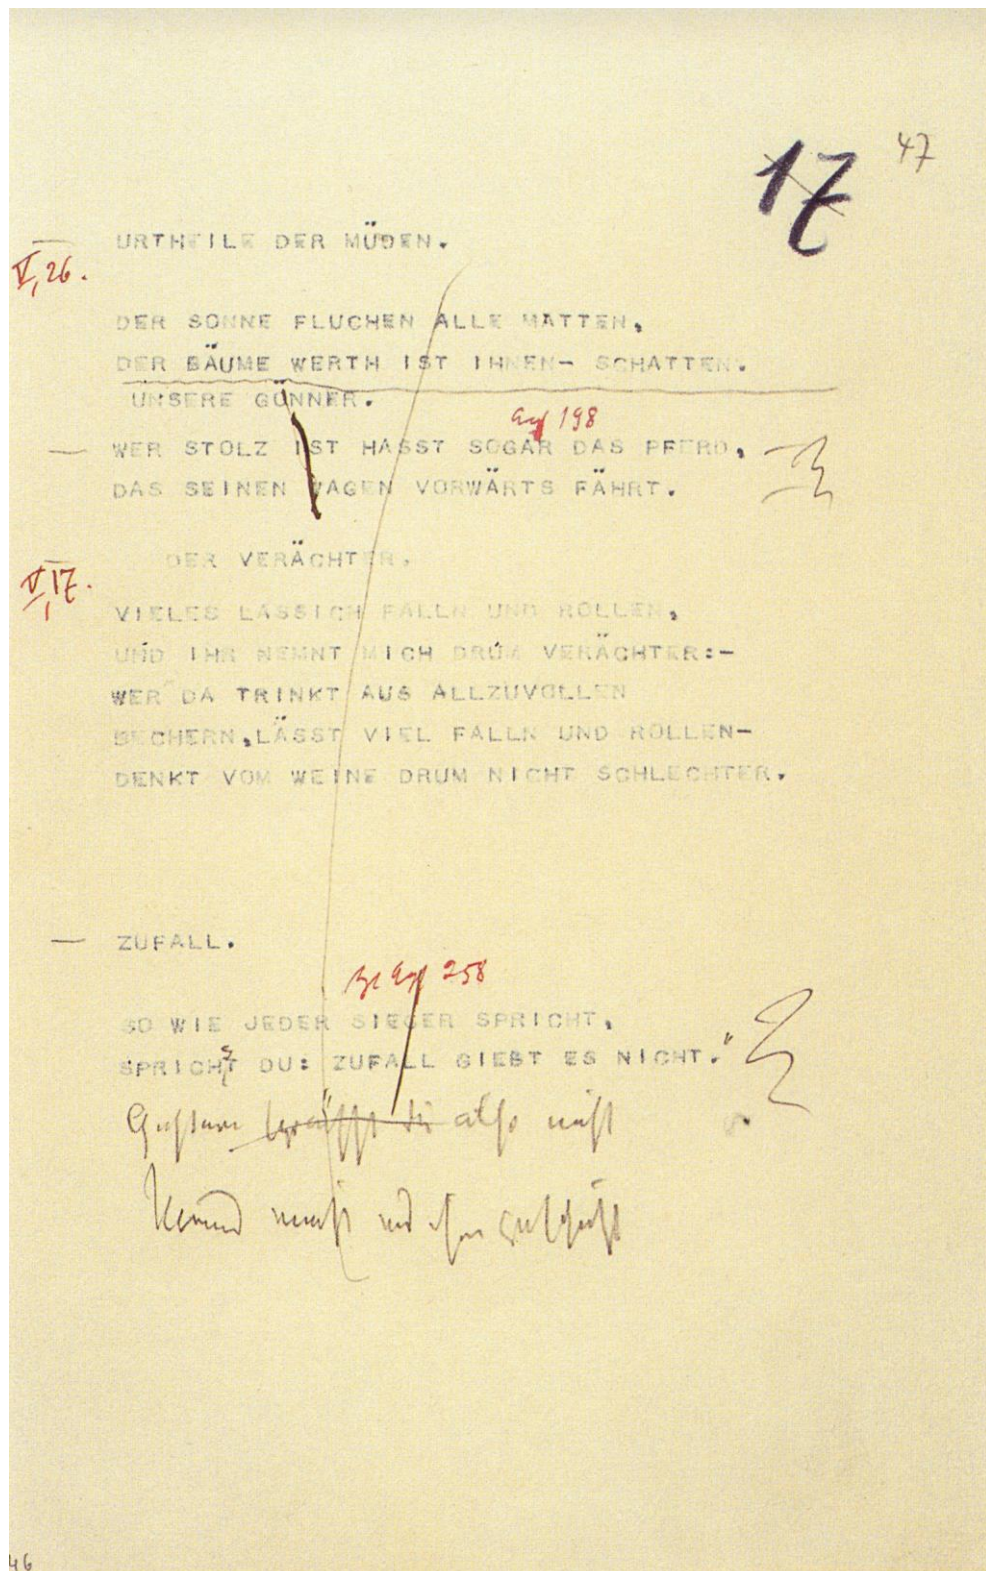 17 47
URTHEILE DER MÜDEN.
V, 26.
DER SONNE FLUCHEN ALLE MATTEN,
DER BÄUME WERTH IST IHNEN- SCHATTEN.
UNSERE GÖNNER.
198
WER STOLZ IST HASST SOGAR DAS PFERD,
DAS SEINEN WAGEN VORWÄRTS FÄHRT.
DER VERÄCHTER.
V, 17.
VIELES LASSICH FALLN UND ROLLEN,
UND IHR NENNT MICH DRUM VERÄCHTER:-
WER DA TRINKT AUS ALLZUVOLLEN
BECHERN,LÄSST VIEL FALLN UND ROLLEN-
DENKT VOM WEINE DRUM NICHT SCHLECHTER.
ZUFALL.
258
SO WIE JEDER SIEGER SPRICHT,
SPRICHT DU: ZUFALL GIEBT ES NICHT."
also nicht
46